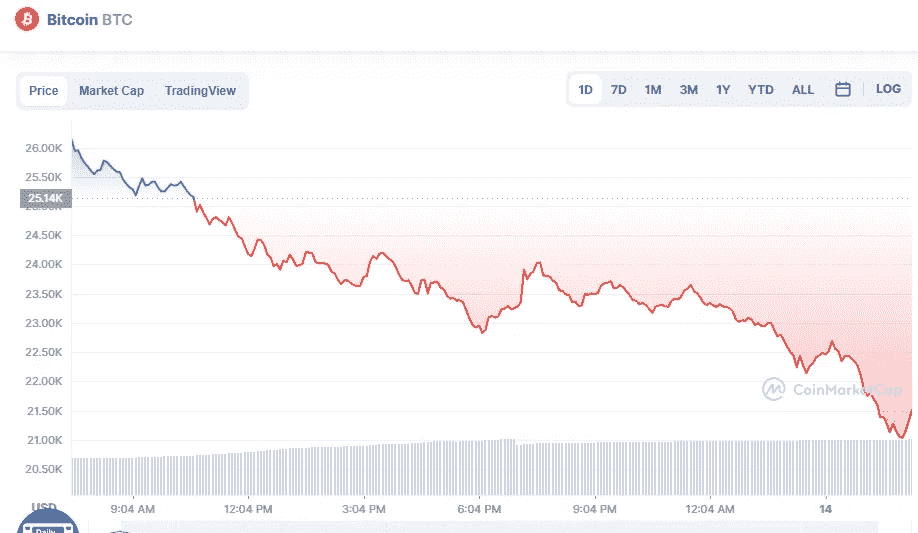 Bitcoin BTC
Price Market Cap TradingView
1D 7D 1M 3M 1Y YTD ALL LOG
26.00K
25.50K
25.14K
25.00K
24.50K
24.00K
23.50K
23.00K
22.50K
22.00K
CoinMarketCap
21.50K
21.00K
20.50K
USD
9:04 AM 12:04 PM 3:04 PM 6:04 PM 9:04 PM 12:04 AM 14
Daily